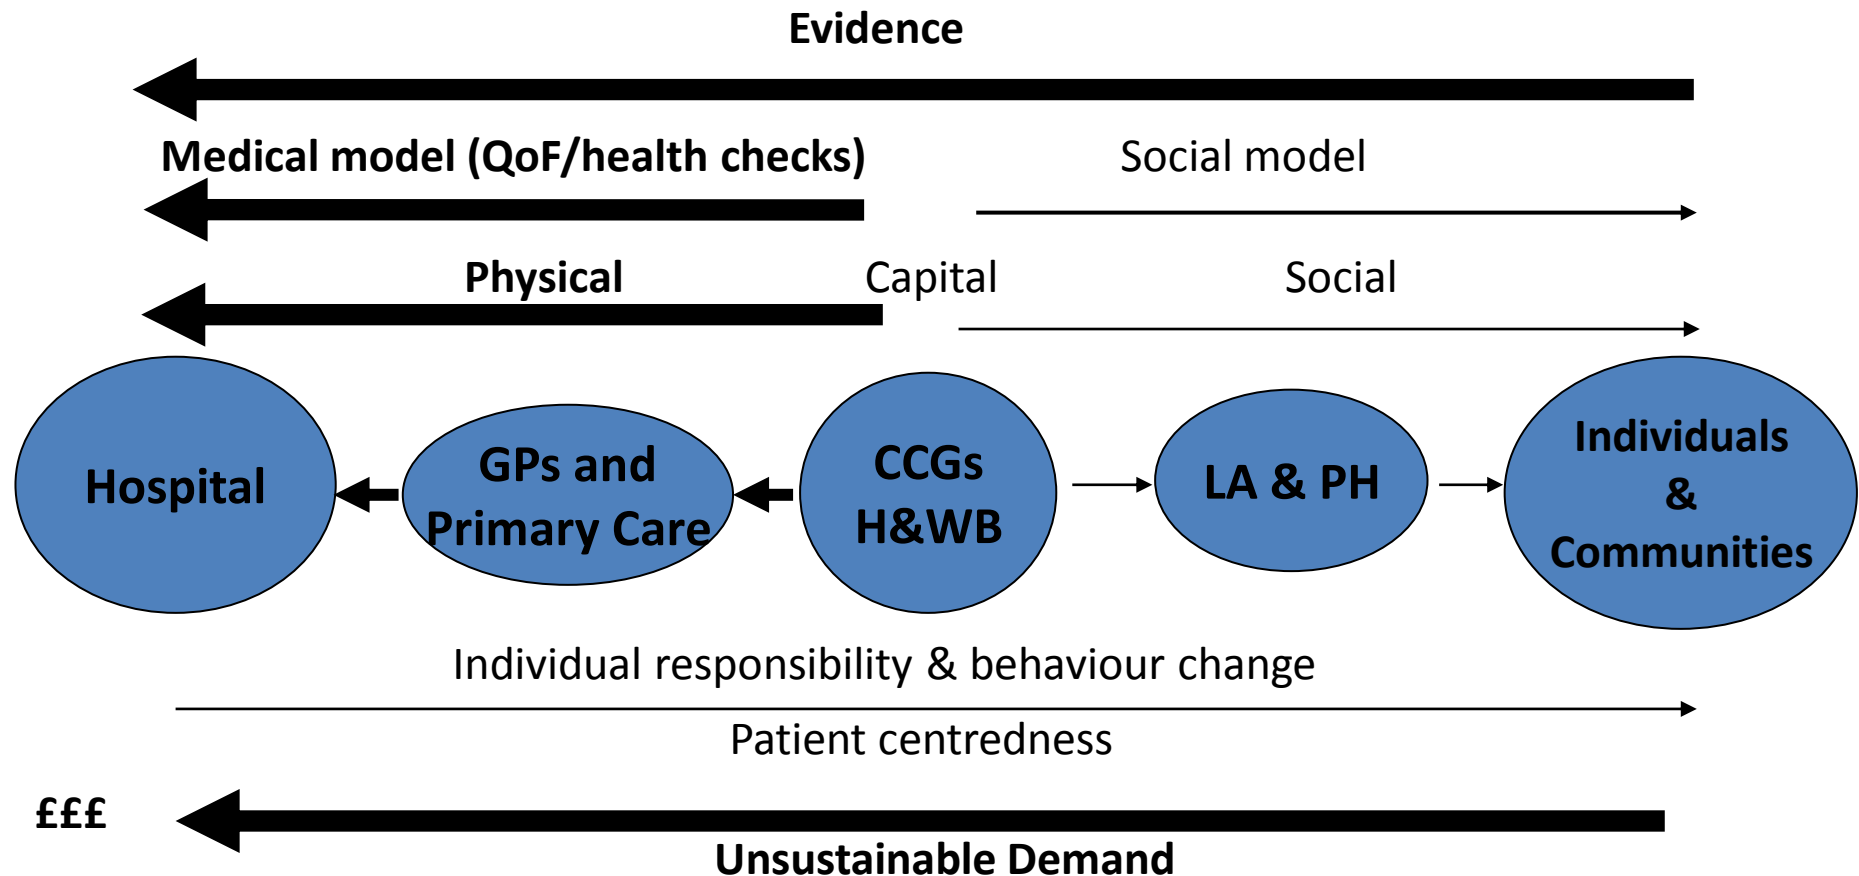 Evidence
Medical model (QoF/health checks)
Social model
Physical
Capital
Social
Hospital
GPs and
Primary Care
CCGs
H&WB
LA & PH
Individuals
&
Communities
Individual responsibility & behaviour change
Patient centredness
£££
Unsustainable Demand